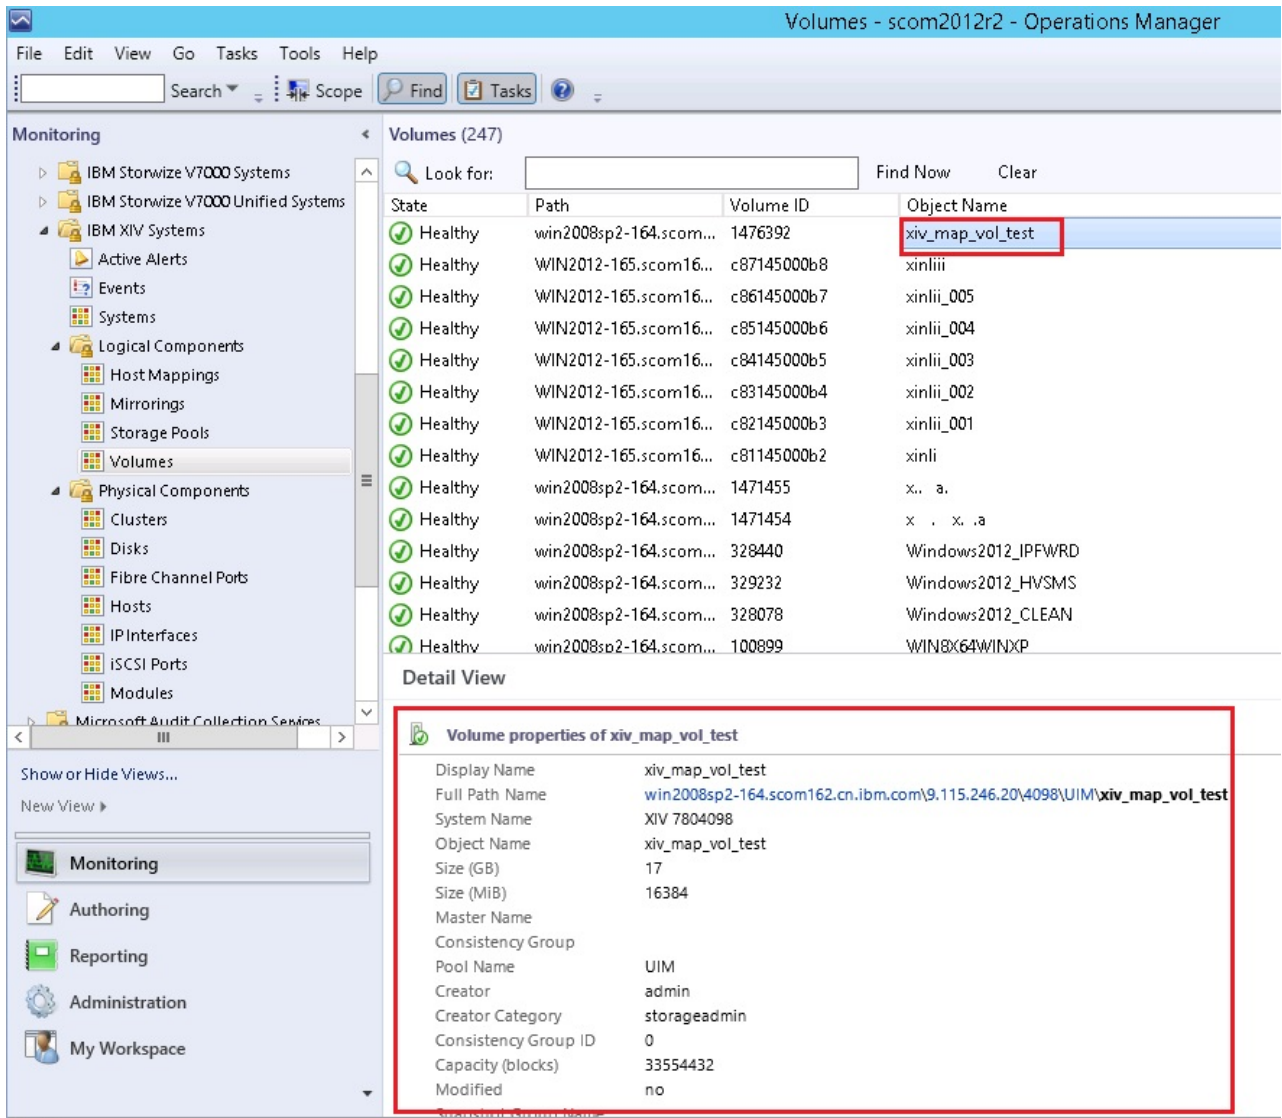 Volumes - scom2012r2 - Operations Manager
File Edit View Go Tasks Tools Help
Search Scope Find Tasks
Monitoring
IBM Storwize V7000 Systems
IBM Storwize V7000 Unified Systems
IBM XIV Systems
Active Alerts
Events
Systems
Logical Components
Host Mappings
Mirrorings
Storage Pools
Volumes
Physical Components
Clusters
Disks
Fibre Channel Ports
Hosts
IP Interfaces
iSCSI Ports
Modules
Microsoft Audit Collection Services
Show or Hide Views...
New View
Monitoring
Authoring
Reporting
Administration
My Workspace
Volumes (247)
Look for: Find Now Clear
State Path Volume ID Object Name
Healthy win2008sp2-164.scom... 1476392 xiv_map_vol_test
Healthy WIN2012-165.scom16... c87145000b8 xinliii
Healthy WIN2012-165.scom16... c86145000b7 xinlii_005
Healthy WIN2012-165.scom16... c85145000b6 xinlii_004
Healthy WIN2012-165.scom16... c84145000b5 xinlii_003
Healthy WIN2012-165.scom16... c83145000b4 xinlii_002
Healthy WIN2012-165.scom16... c82145000b3 xinlii_001
Healthy WIN2012-165.scom16... c81145000b2 xinli
Healthy win2008sp2-164.scom... 1471455 x.. a.
Healthy win2008sp2-164.scom... 1471454 x . x. .a
Healthy win2008sp2-164.scom... 328440 Windows2012_IPFWRD
Healthy win2008sp2-164.scom... 329232 Windows2012_HVSMS
Healthy win2008sp2-164.scom... 328078 Windows2012_CLEAN
Healthy win2008sp2-164.scom... 100899 WIN8X64WINXP
Detail View
Volume properties of xiv_map_vol_test
Display Name xiv_map_vol_test
Full Path Name win2008sp2-164.scom162.cn.ibm.com\9.115.246.20\4098\UIM\xiv_map_vol_test
System Name XIV 7804098
Object Name xiv_map_vol_test
Size (GB) 17
Size (MiB) 16384
Master Name
Consistency Group
Pool Name UIM
Creator admin
Creator Category storageadmin
Consistency Group ID 0
Capacity (blocks) 33554432
Modified no
Snapshot Group Name